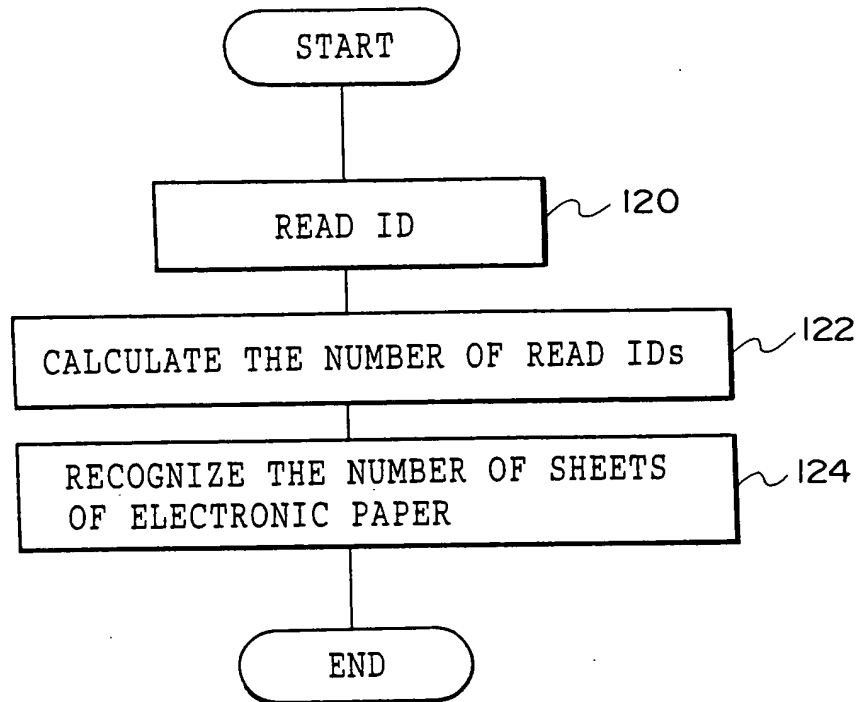 START
READ ID
120
CALCULATE THE NUMBER OF READ IDs
122
RECOGNIZE THE NUMBER OF SHEETS
OF ELECTRONIC PAPER
124
END